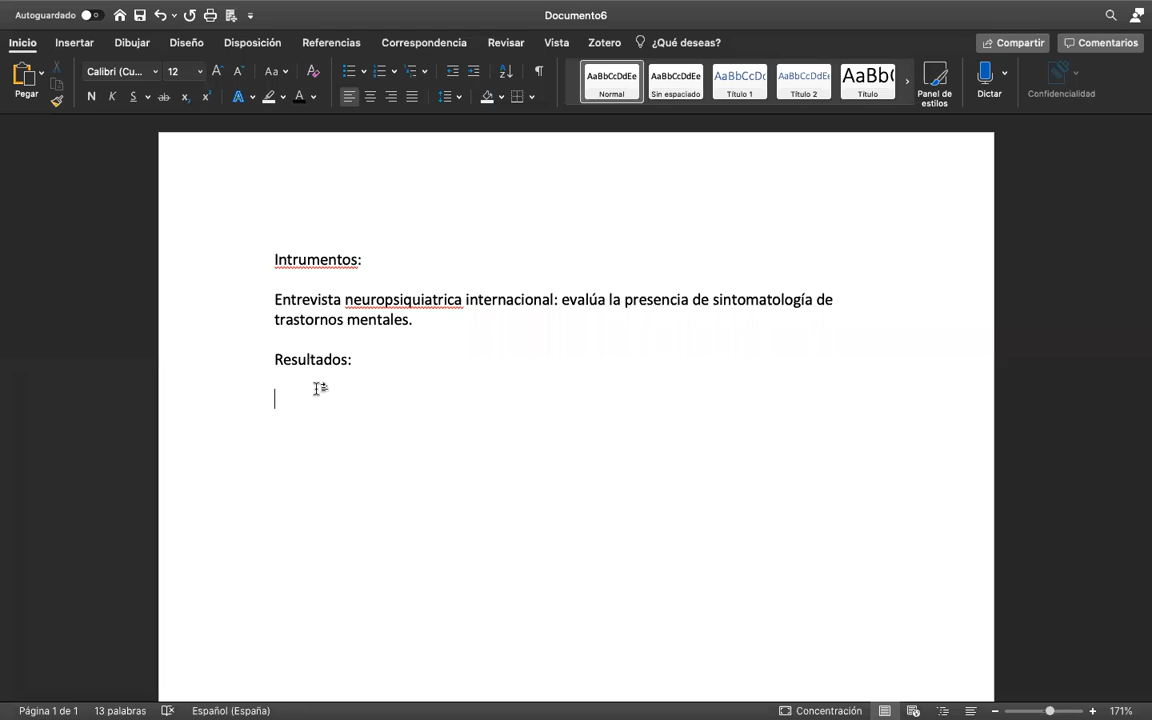 Autoguardado
Documento6
Inicio Insertar Dibujar Diseño Disposición Referencias Correspondencia Revisar Vista Zotero ¿Qué deseas? Compartir Comentarios
Pegar
Calibri (Cu... 12
N K S ab x₂ x² A A
AaBbCcDdEe AaBbCcDdEe AaBbCcDc AaBbCcDdEe AaBb(
Normal Sin espaciado Título 1 Título 2 Título
Panel de
estilos
Dictar
Confidencialidad
Intrumentos:
Entrevista neuropsiquiatrica internacional: evalúa la presencia de sintomatología de
trastornos mentales.
Resultados:
Página 1 de 1 13 palabras Español (España) Concentración 171%